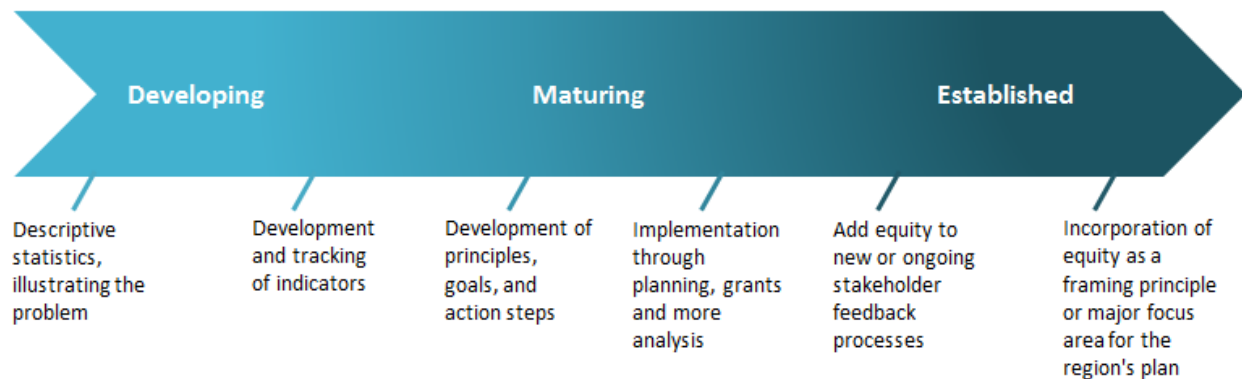 Developing
Maturing
Established
Descriptive
statistics,
illustrating the
problem
Development
and tracking
of indicators
Development of
principles,
goals, and
action steps
Implementation
through
planning, grants
and more
analysis
Add equity to
new or ongoing
stakeholder
feedback
processes
Incorporation of
equity as a
framing principle
or major focus
area for the
region's plan